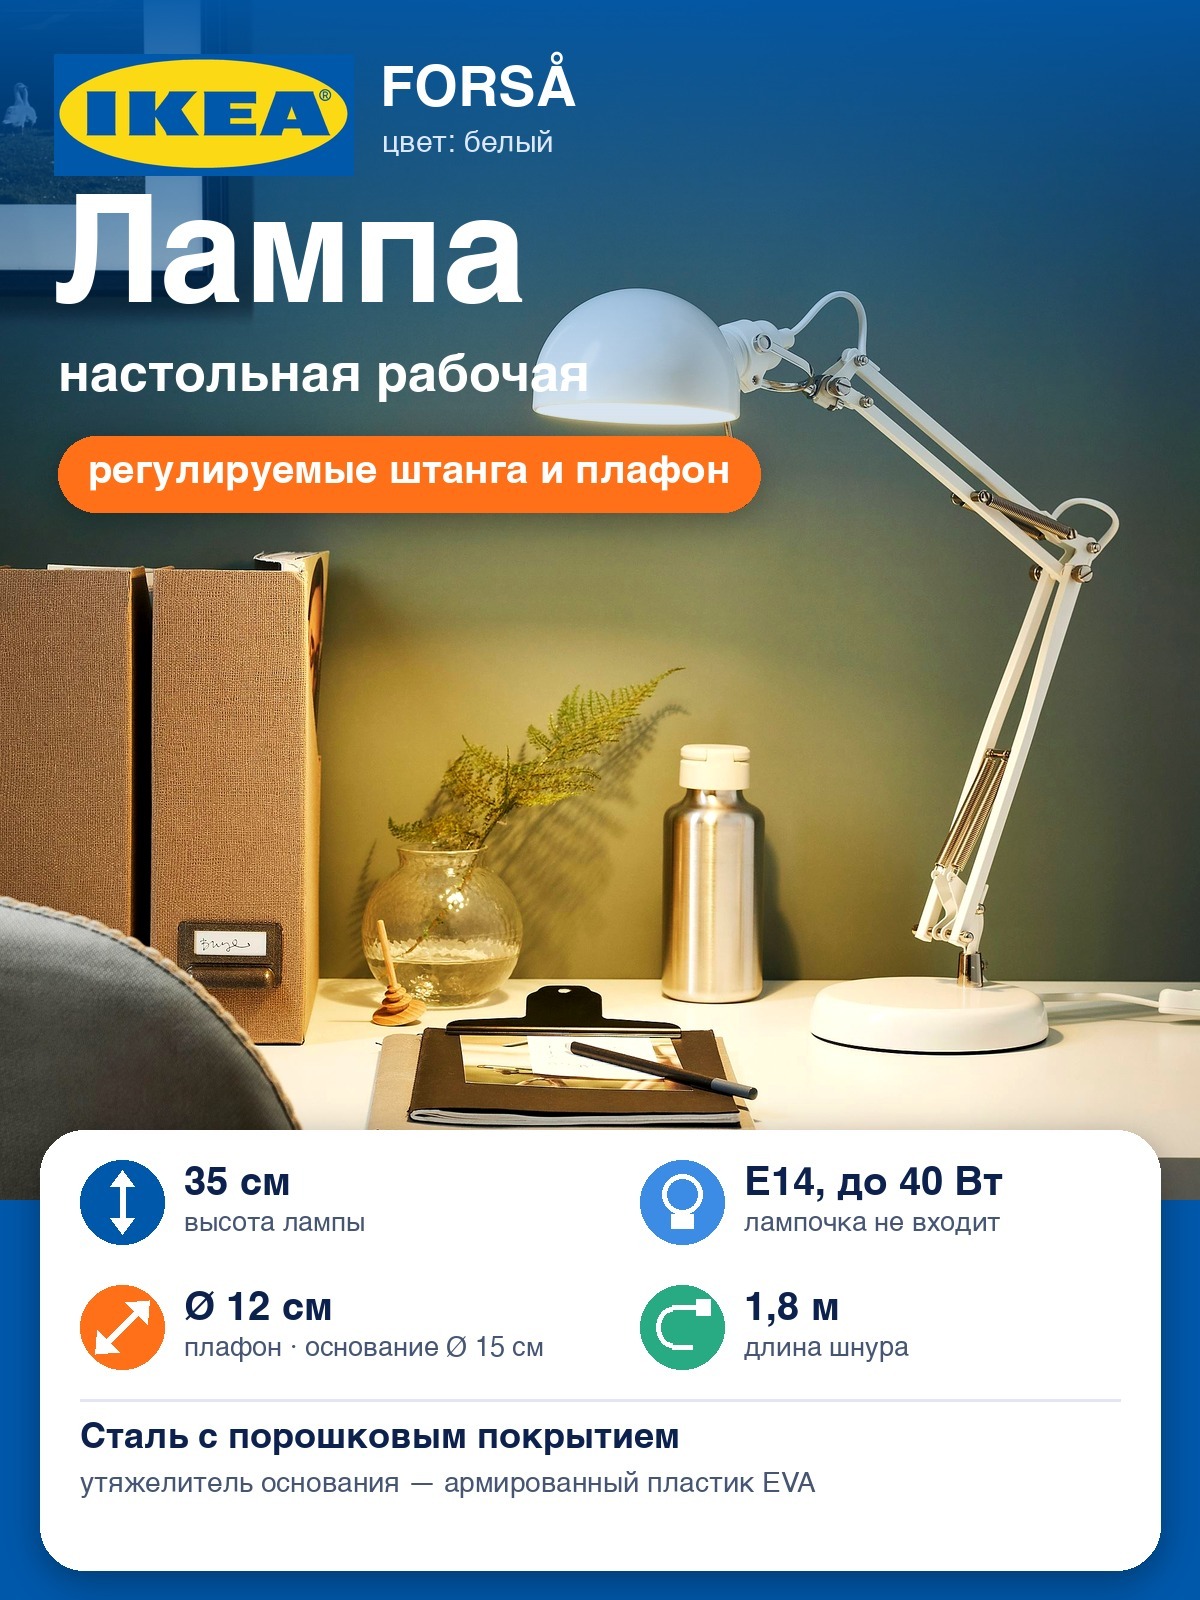 IKEA®
FORSÅ
цвет: белый
Лампа
настольная рабочая
регулируемые штанга и плафон
35 см
высота лампы
E14, до 40 Вт
лампочка не входит
Ø 12 см
плафон · основание Ø 15 см
1,8 м
длина шнура
Сталь с порошковым покрытием
утяжелитель основания — армированный пластик EVA